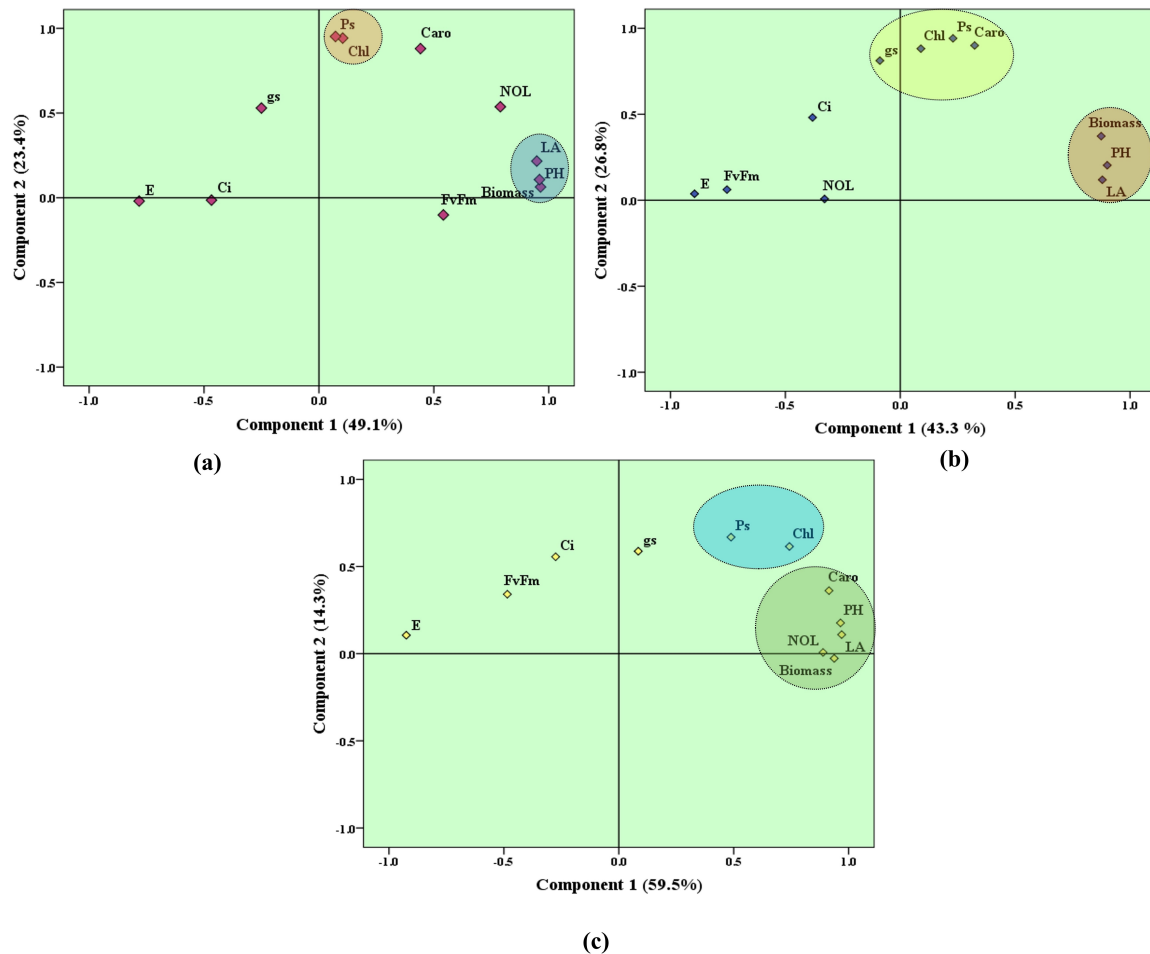 1.0
0.5
0.0
-0.5
-1.0
Component 2 (23.4%)
Ps
Chl
Caro
gs
NOL
LA
PH
Biomass
E
Ci
FvFm
-1.0 -0.5 0.0 0.5 1.0
Component 1 (49.1%)
(a)
1.0
0.5
0.0
-0.5
-1.0
Component 2 (26.8%)
Ps
Chl
Caro
gs
Ci
Biomass
PH
LA
E
FvFm
NOL
-1.0 -0.5 0.0 0.5 1.0
Component 1 (43.3 %)
(b)
1.0
0.5
0.0
-0.5
-1.0
Component 2 (14.3%)
Ps
Chl
gs
Ci
FvFm
Caro
PH
E
NOL
LA
Biomass
-1.0 -0.5 0.0 0.5 1.0
Component 1 (59.5%)
(c)